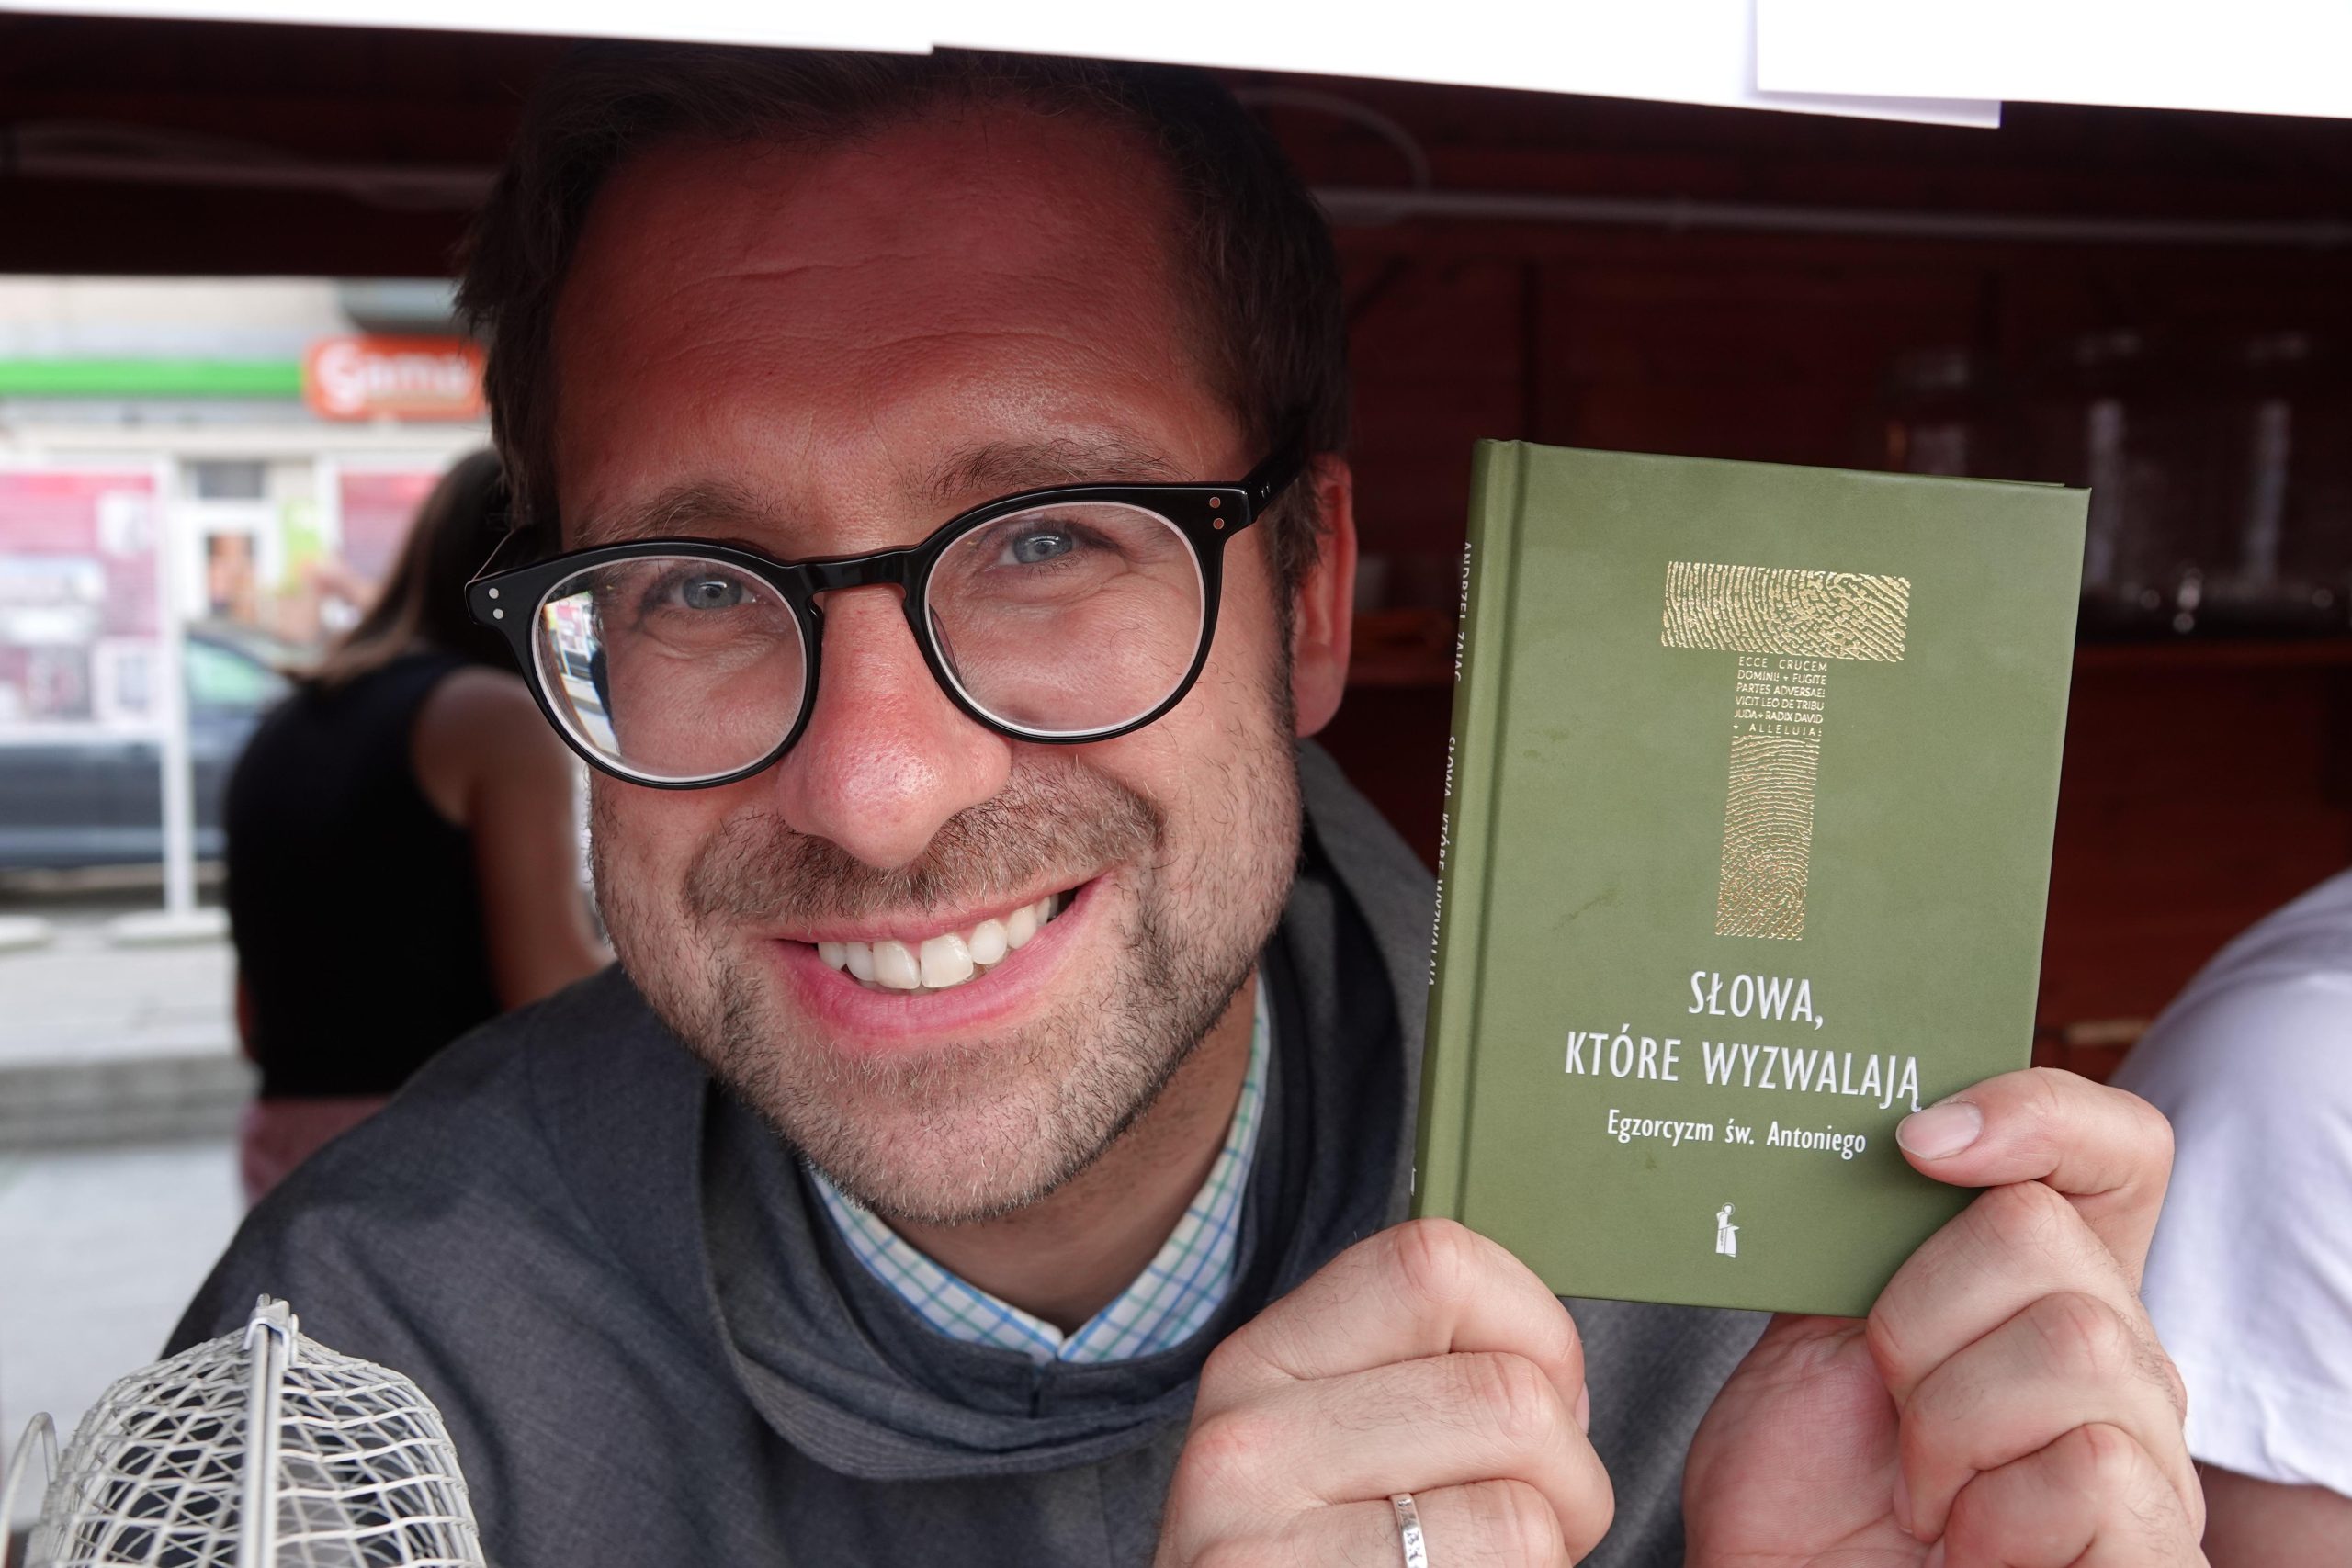 Gama
ANDRZEJ ZAJĄC
SŁOWA, KTÓRE WYZWALAJĄ
ECCE CRUCEM
DOMINI! + FUGITE
PARTES ADVERSAE!
VICIT LEO DE TRIBU
JUDA + RADIX DAVID
+ ALLELUIA!
SŁOWA,
KTÓRE WYZWALAJĄ
Egzorcyzm św. Antoniego